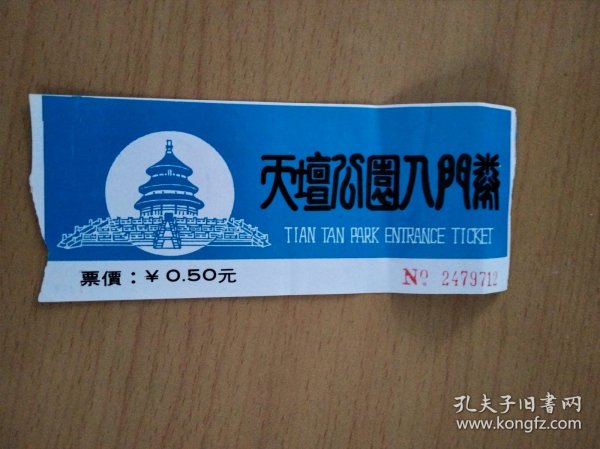 天壇公園入門券
TIAN TAN PARK ENTRANCE TICKET
票價：￥0.50元
No 2479712
孔夫子旧書网
www.kongfz.com